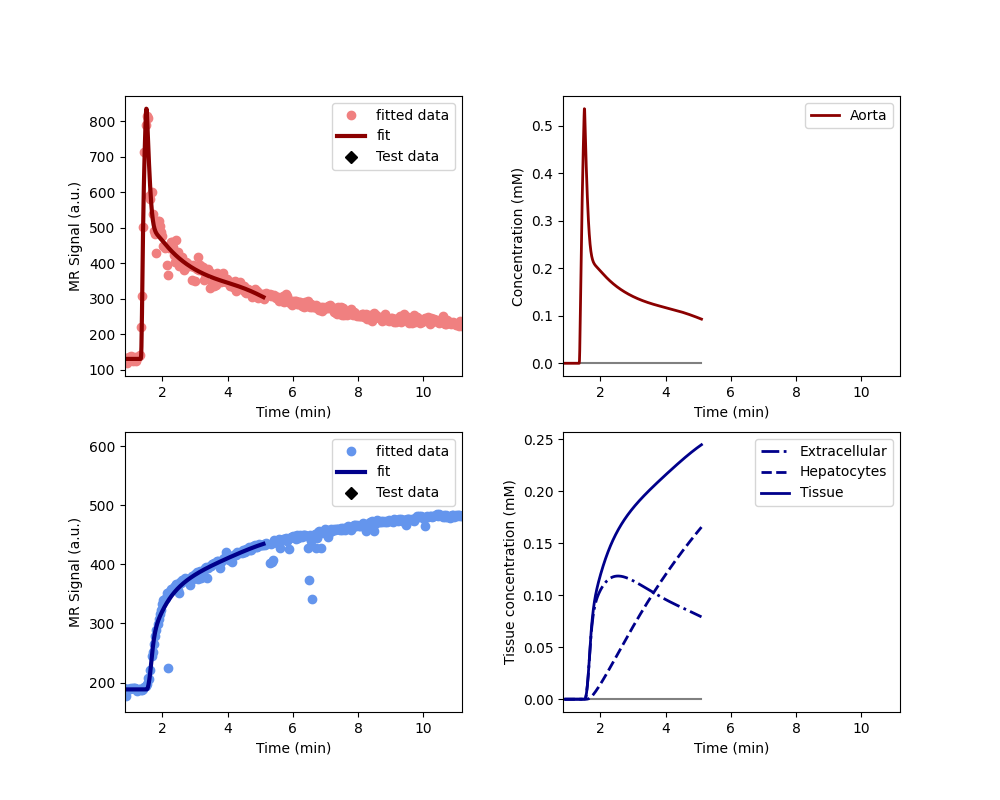 800
700
600
500
400
300
200
100
MR Signal (a.u.)
2 4 6 8 10
Time (min)
fitted data
fit
Test data
0.5
0.4
0.3
0.2
0.1
0.0
Concentration (mM)
2 4 6 8 10
Time (min)
Aorta
600
500
400
300
200
MR Signal (a.u.)
2 4 6 8 10
Time (min)
fitted data
fit
Test data
0.25
0.20
0.15
0.10
0.05
0.00
Tissue concentration (mM)
2 4 6 8 10
Time (min)
Extracellular
Hepatocytes
Tissue